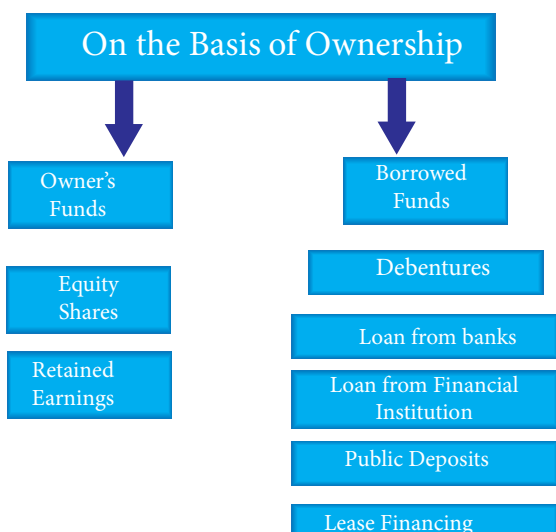 On the Basis of Ownership
Owner’s
Funds
Equity
Shares
Retained
Earnings
Borrowed
Funds
Debentures
Loan from banks
Loan from Financial
Institution
Public Deposits
Lease Financing